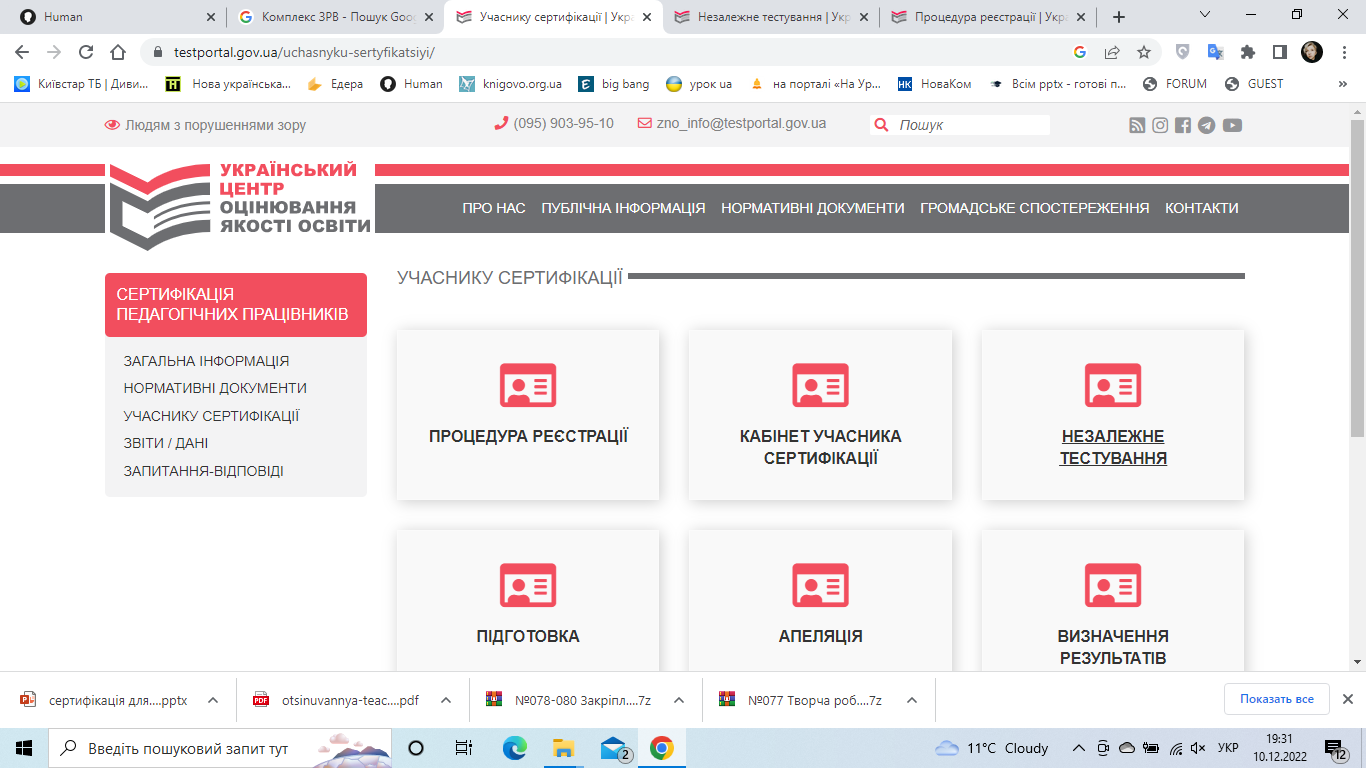 Human
Комплекс ЗРВ - Пошук Goo
Учаснику сертифікації | Укра
Незалежне тестування | Укр
Процедура реєстрації | Укра
testportal.gov.ua/uchasnyku-sertyfikatsiyi/
Київстар ТБ | Диви...
Нова українська...
Едера
Human
knigovo.org.ua
big bang
урок ua
на порталі «На Ур...
НоваКом
Всім pptx - готові п...
FORUM
GUEST
»
Людям з порушеннями зору
(095) 903-95-10
zno_info@testportal.gov.ua
Пошук
УКРАЇНСЬКИЙ
ЦЕНТР
ОЦІНЮВАННЯ
ЯКОСТІ ОСВІТИ
ПРО НАС ПУБЛІЧНА ІНФОРМАЦІЯ НОРМАТИВНІ ДОКУМЕНТИ ГРОМАДСЬКЕ СПОСТЕРЕЖЕННЯ КОНТАКТИ
СЕРТИФІКАЦІЯ
ПЕДАГОГІЧНИХ ПРАЦІВНИКІВ
ЗАГАЛЬНА ІНФОРМАЦІЯ
НОРМАТИВНІ ДОКУМЕНТИ
УЧАСНИКУ СЕРТИФІКАЦІЇ
ЗВІТИ / ДАНІ
ЗАПИТАННЯ-ВІДПОВІДІ
УЧАСНИКУ СЕРТИФІКАЦІЇ
ПРОЦЕДУРА РЕЄСТРАЦІЇ
КАБІНЕТ УЧАСНИКА
СЕРТИФІКАЦІЇ
НЕЗАЛЕЖНЕ
ТЕСТУВАННЯ
ПІДГОТОВКА
АПЕЛЯЦІЯ
ВИЗНАЧЕННЯ
РЕЗУЛЬТАТІВ
сертифікація для....pptx
otsinuvannya-teac....pdf
№078-080 Закріпл....7z
№077 Творча роб....7z
Показать все
Введіть пошуковий запит тут
2
11°C Cloudy
УКР
19:31
10.12.2022
12